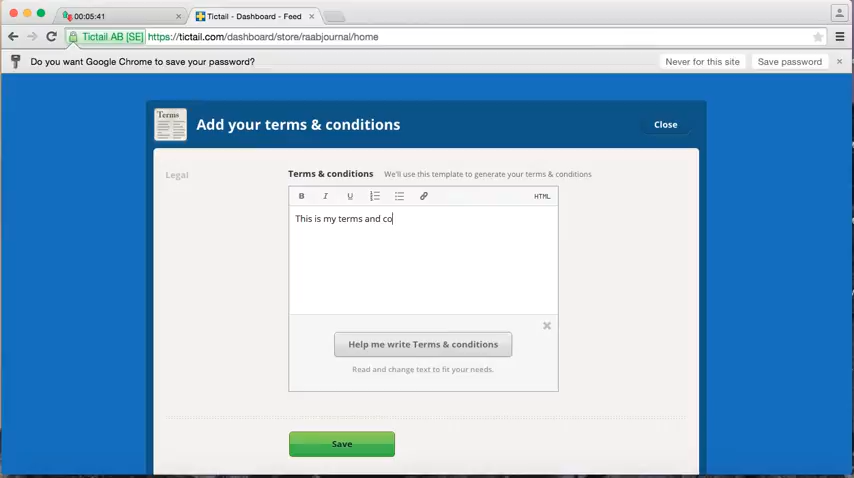 00:05:41
Tictail - Dashboard - Feed
Tictail AB [SE] https://tictail.com/dashboard/store/raabjournal/home
Do you want Google Chrome to save your password?
Never for this site
Save password
Terms
Add your terms & conditions
Close
Legal
Terms & conditions We'll use this template to generate your terms & conditions
B I U HTML
This is my terms and co
Help me write Terms & conditions
Read and change text to fit your needs.
Save